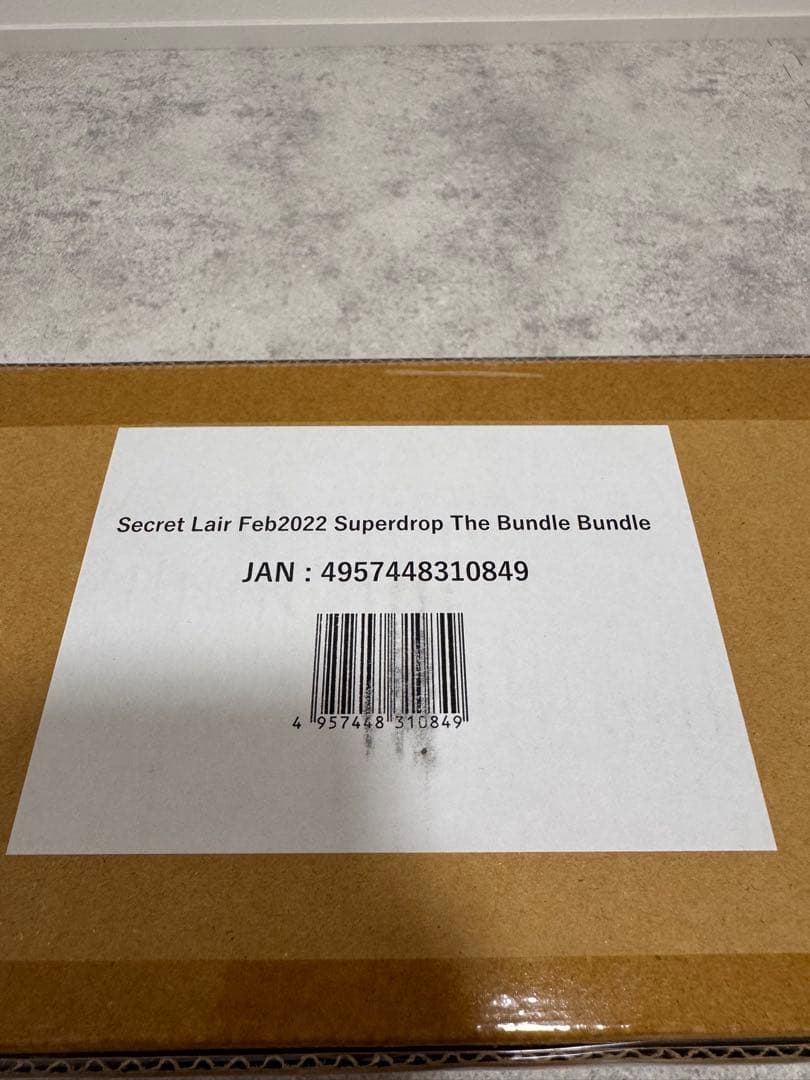 Secret Lair Feb2022 Superdrop The Bundle Bundle
JAN : 4957448310849
4 957448 310849